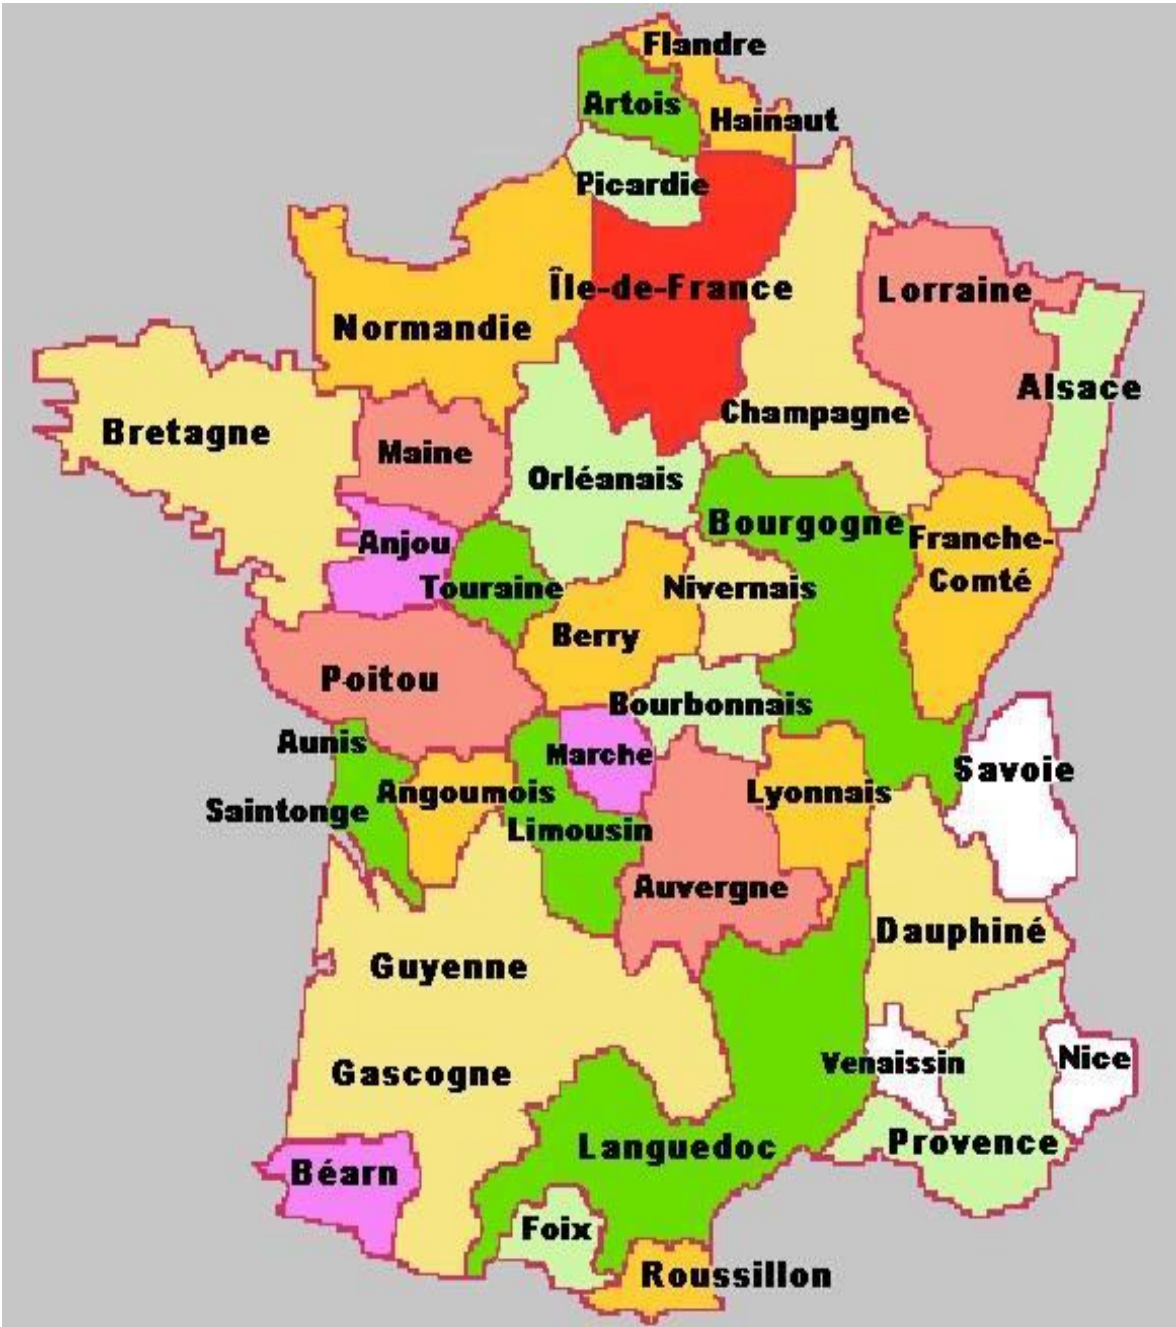 Flandre
Artois
Hainaut
Picardie
Île-de-France
Lorraine
Normandie
Alsace
Champagne
Bretagne
Maine
Orléanais
Bourgogne
Franche-
Comté
Anjou
Touraine
Nivernais
Berry
Poitou
Bourbonnais
Aunis
Marche
Savoie
Angoumois
Lyonnais
Saintonge
Limousin
Auvergne
Dauphiné
Guyenne
Venaissin
Nice
Gascogne
Languedoc
Provence
Béarn
Foix
Roussillon